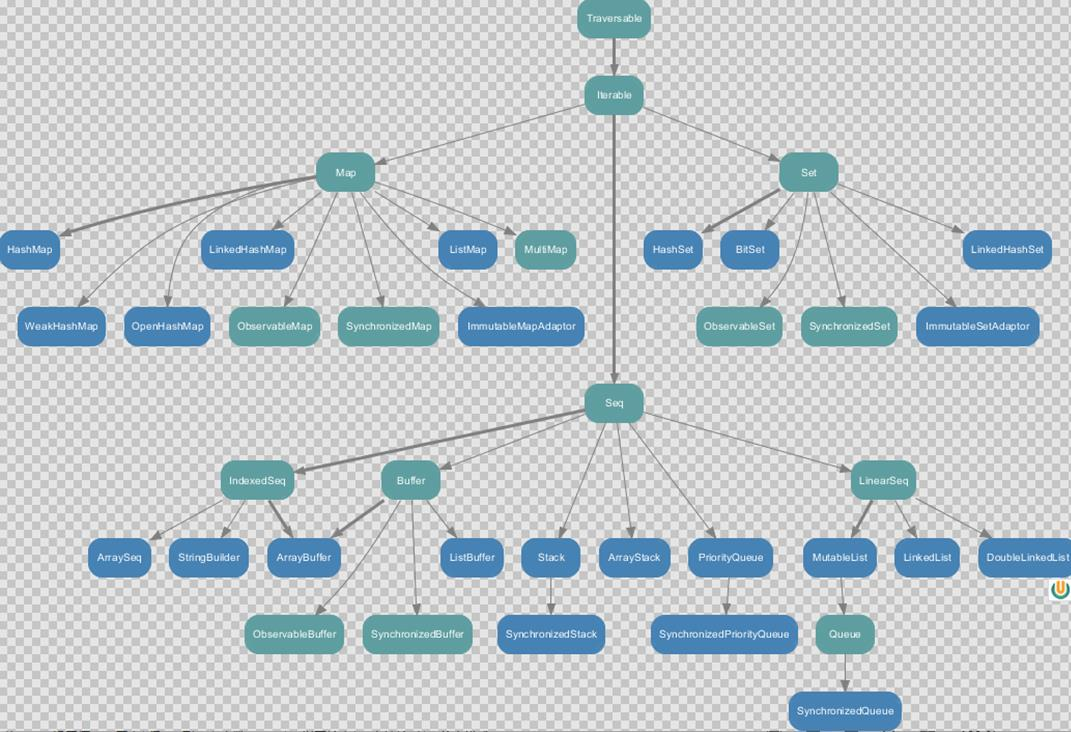 Traversable
Iterable
Map
Set
HashMap
LinkedHashMap
ListMap
MultiMap
HashSet
BitSet
LinkedHashSet
WeakHashMap
OpenHashMap
ObservableMap
SynchronizedMap
ImmutableMapAdaptor
ObservableSet
SynchronizedSet
ImmutableSetAdaptor
Seq
IndexedSeq
Buffer
LinearSeq
ArraySeq
StringBuilder
ArrayBuffer
ListBuffer
Stack
ArrayStack
PriorityQueue
MutableList
LinkedList
DoubleLinkedList
ObservableBuffer
SynchronizedBuffer
SynchronizedStack
SynchronizedPriorityQueue
Queue
SynchronizedQueue